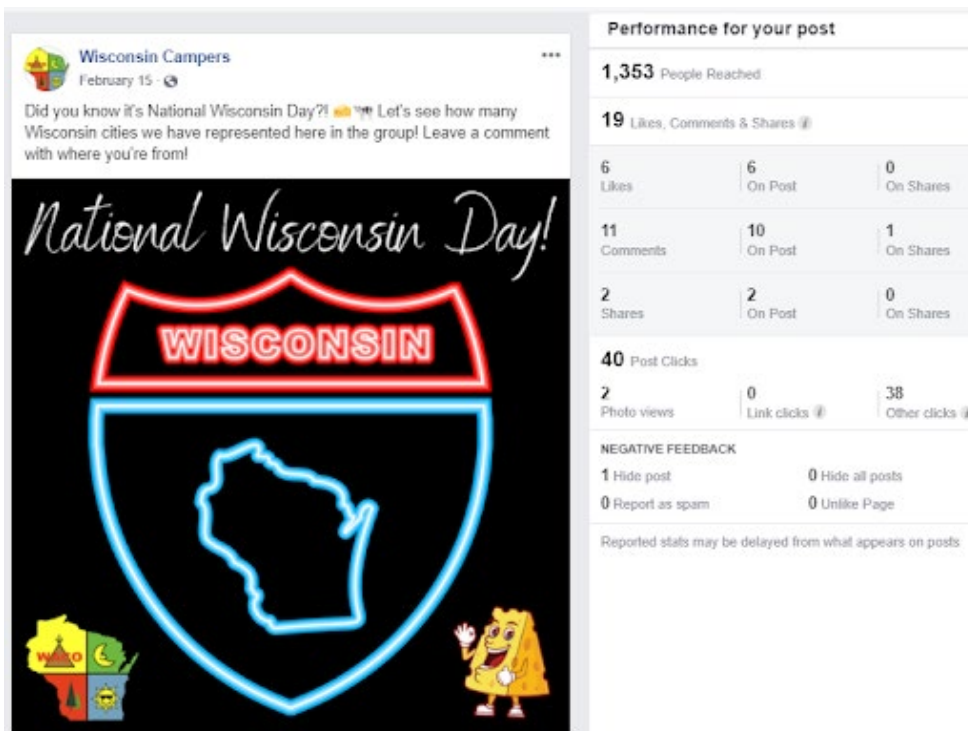 Wisconsin Campers
February 15
Did you know it's National Wisconsin Day?! 🧀🐄 Let's see how many
Wisconsin cities we have represented here in the group! Leave a comment
with where you're from!
National Wisconsin Day!
WISCONSIN
WACO
Performance for your post
1,353 People Reached
19 Likes, Comments & Shares
6 6 0
Likes On Post On Shares
11 10 1
Comments On Post On Shares
2 2 0
Shares On Post On Shares
40 Post Clicks
2 0 38
Photo views Link clicks Other clicks
NEGATIVE FEEDBACK
1 Hide post 0 Hide all posts
0 Report as spam 0 Unlike Page
Reported stats may be delayed from what appears on posts